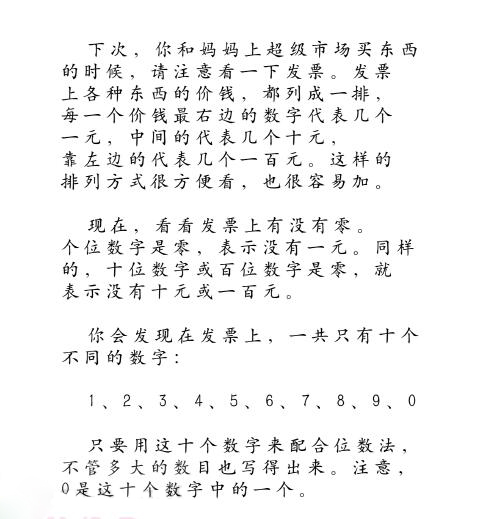 下次，你和妈妈上超级市场买东西
的时候，请注意看一下发票。发票
上各种东西的价钱，都列成一排，
每一个价钱最右边的数字代表几个
一元，中间的代表几个十元，
靠左边的代表几个一百元。这样的
排列方式很方便看，也很容易加。
现在，看看发票上有没有零。
个位数字是零，表示没有一元。同样
的，十位数字或百位数字是零，就
表示没有十元或一百元。
你会发现在发票上，一共只有十个
不同的数字：
1、2、3、4、5、6、7、8、9、0
只要用这十个数字来配合位数法，
不管多大的数目也写得出来。注意，
0是这十个数字中的一个。